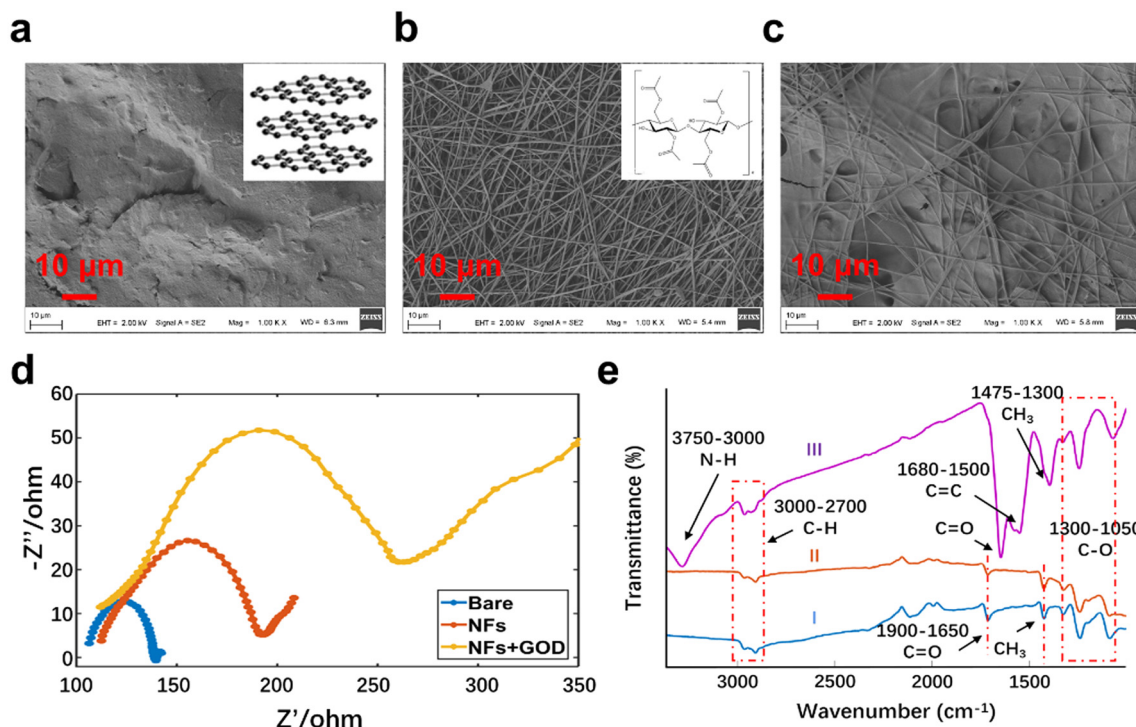 a
b
c
10 μm
10 μm
10 μm
10 μm
EHT = 2.00 kV
Signal A = SE2
Mag = 1.00 K X
WD = 6.3 mm
ZEISS
10 μm
EHT = 2.00 kV
Signal A = SE2
Mag = 1.00 K X
WD = 5.4 mm
ZEISS
10 μm
EHT = 2.00 kV
Signal A = SE2
Mag = 1.00 K X
WD = 5.8 mm
ZEISS
d
60
50
40
30
20
10
0
-Z''/ohm
100
150
200
250
300
350
Z'/ohm
Bare
NFs
NFs+GOD
e
Transmittance (%)
3750-3000
N-H
III
3000-2700
C-H
1475-1300
CH₃
1680-1500
C=C
C=O
1300-1050
C-O
II
I
1900-1650
C=O
CH₃
3000
2500
2000
1500
Wavenumber (cm⁻¹)